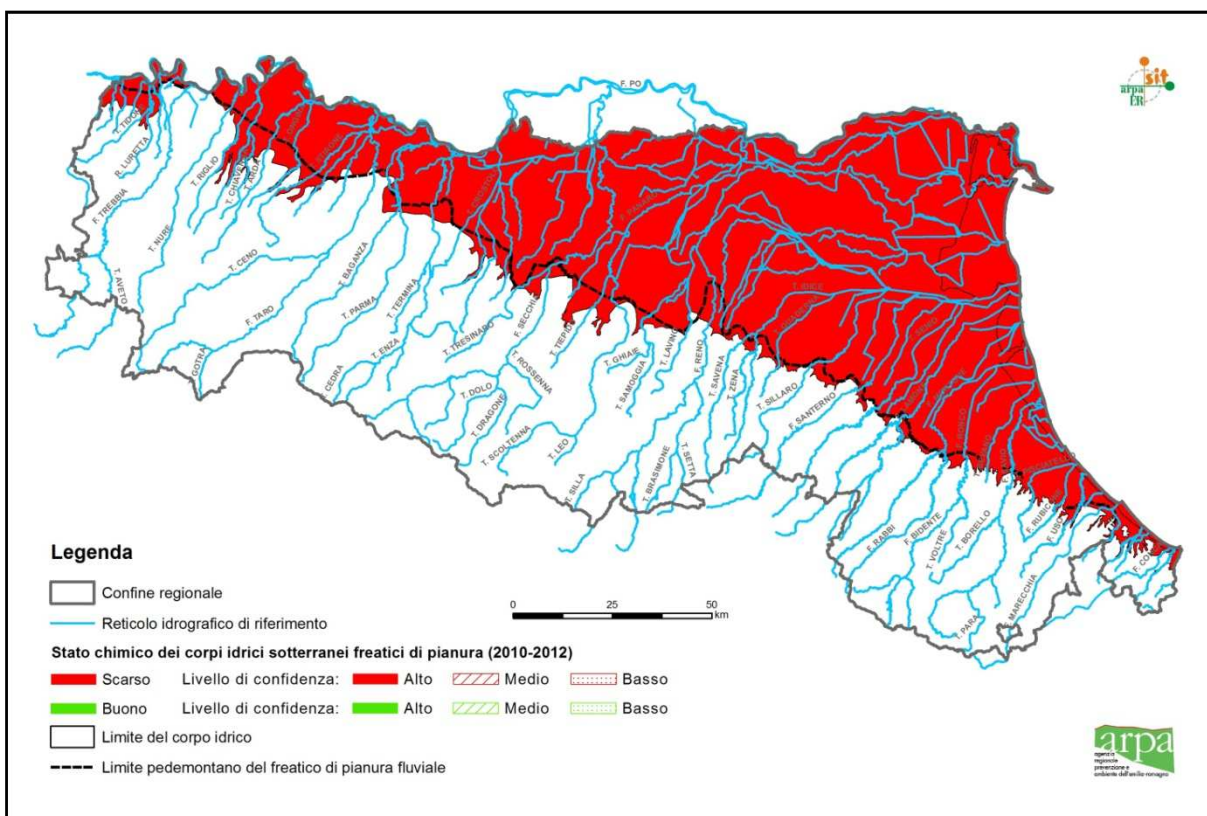 arpa
sit
ER
F. PO
T. TIDONE
R. LURETTA
F. TREBBIA
T. NURE
T. RIGLIO
T. CHIAVENNA
T. ARDA
T. AVETO
T. CENO
F. TARO
GOTRA
T. BAGANZA
T. PARMA
T. TERMINA
T. ENZA
CEDRA
T. TRESINARO
F. SECCHIA
T. DOLO
T. DRAGONE
T. ROSSENNA
T. SCOLTENNA
T. LEO
T. TIEPIDO
F. PANARO
T. GHIAIE
T. SAMOGGIA
T. LAVINO
F. RENO
T. SAVENA
T. ZENA
T. IDICE
T. SILLARO
F. SANTERNO
T. SILLA
T. BRASIMONE
T. SETTA
F. RABBI
F. BIDENTE
T. VOLTRE
T. BORELLO
F. RUBICONE
F. USO
F. MARECCHIA
T. PARA
F. CO
Legenda
Confine regionale
Reticolo idrografico di riferimento
0 25 50
km
Stato chimico dei corpi idrici sotterranei freatici di pianura (2010-2012)
Scarso Livello di confidenza: Alto Medio Basso
Buono Livello di confidenza: Alto Medio Basso
Limite del corpo idrico
Limite pedemontano del freatico di pianura fluviale
arpa
agenzia
regionale
prevenzione e
ambiente dell'emilia-romagna